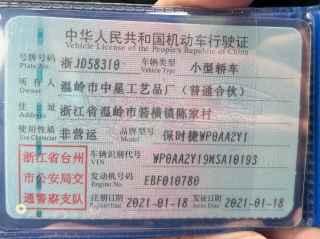 中华人民共和国机动车行驶证
Vehicle License of the People's Republic of China
号牌号码 浙JD58310 车辆类型 小型轿车
Plate No. Vehicle Type
所有人 温岭市中星工艺品厂(普通合伙)
Owner
住址 温岭市箬横镇陈家村
Address
使用性质 非营运 品牌型号 保时捷WP0AA2Y1
Use Character Model
浙江省台州市公安局交通警察支队
车辆识别代号 WP0AA2Y19MSA10193
VIN
发动机号码 EBF010780
Engine No.
注册日期 2021-01-18 发证日期 2021-01-18
Register Date Issue Date